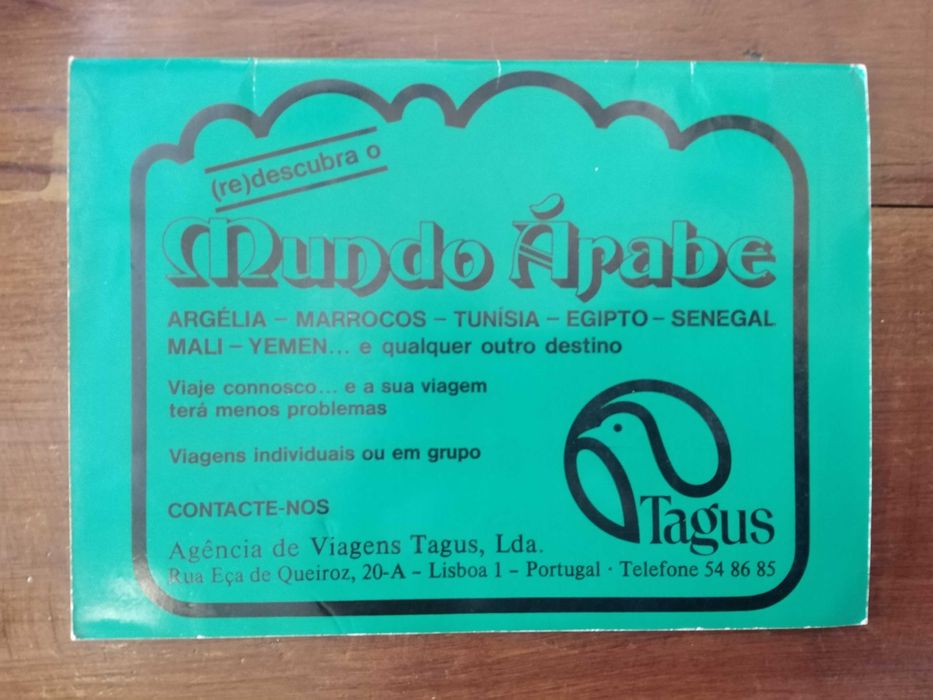 (re)descubra o
Mundo Árabe
ARGÉLIA – MARROCOS – TUNÍSIA – EGIPTO – SENEGAL
MALI – YEMEN... e qualquer outro destino
Viaje connosco... e a sua viagem
terá menos problemas
Viagens individuais ou em grupo
CONTACTE-NOS
Tagus
Agência de Viagens Tagus, Lda.
Rua Eça de Queiroz, 20-A – Lisboa 1 – Portugal · Telefone 54 86 85